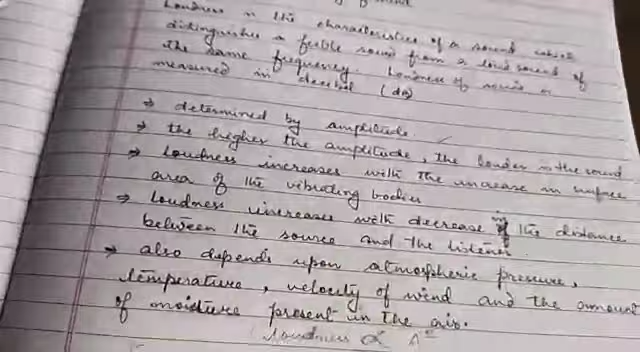 Loudness is the characteristics of a sound which
distinguishes a feeble sound from a loud sound of
the same frequency. Loudness of sound is
measured in decibel (dB)
→ determined by amplitude
→ the higher the amplitude, the louder is the sound
→ Loudness increases with the increase in surface
area of the vibrating bodies
→ Loudness increases with decrease in the distance
between the source and the listener.
→ also depends upon atmospheric pressure,
temperature, velocity of wind and the amount
of moisture present in the air.
Loudness ∝ A²